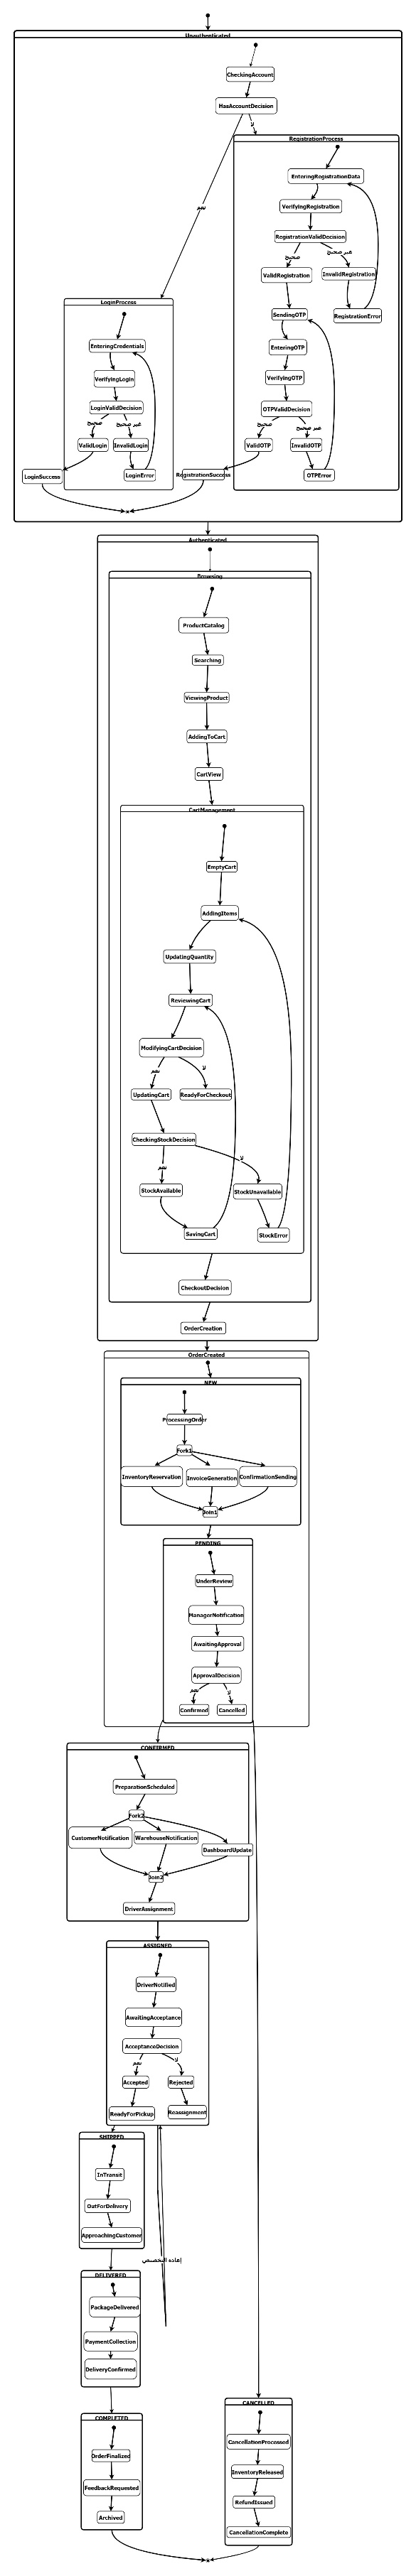 Unauthenticated
CheckingAccount
HasAccountDecision
لا
نعم
RegistrationProcess
EnteringRegistrationData
VerifyingRegistration
RegistrationValidDecision
صحيح
غير صحيح
ValidRegistration
InvalidRegistration
SendingOTP
RegistrationError
EnteringOTP
VerifyingOTP
OTPValidDecision
صحيح
غير صحيح
ValidOTP
InvalidOTP
RegistrationSuccess
OTPError
LoginProcess
EnteringCredentials
VerifyingLogin
LoginValidDecision
صحيح
غير صحيح
ValidLogin
InvalidLogin
LoginSuccess
LoginError
Authenticated
Browsing
ProductCatalog
Searching
ViewingProduct
AddingToCart
CartView
CartManagement
EmptyCart
AddingItems
UpdatingQuantity
ReviewingCart
ModifyingCartDecision
نعم
لا
UpdatingCart
ReadyForCheckout
CheckingStockDecision
نعم
لا
StockAvailable
StockUnavailable
SavingCart
StockError
CheckoutDecision
OrderCreation
OrderCreated
NEW
ProcessingOrder
Fork1
InventoryReservation
InvoiceGeneration
ConfirmationSending
Join1
PENDING
UnderReview
ManagerNotification
AwaitingApproval
ApprovalDecision
نعم
لا
Confirmed
Cancelled
CONFIRMED
PreparationScheduled
Fork2
CustomerNotification
WarehouseNotification
DashboardUpdate
Join2
DriverAssignment
ASSIGNED
DriverNotified
AwaitingAcceptance
AcceptanceDecision
نعم
لا
Accepted
Rejected
ReadyForPickup
Reassignment
SHIPPED
InTransit
OutForDelivery
ApproachingCustomer
إعادة التخصيص
DELIVERED
PackageDelivered
PaymentCollection
DeliveryConfirmed
COMPLETED
OrderFinalized
FeedbackRequested
Archived
CANCELLED
CancellationProcessed
InventoryReleased
RefundIssued
CancellationComplete